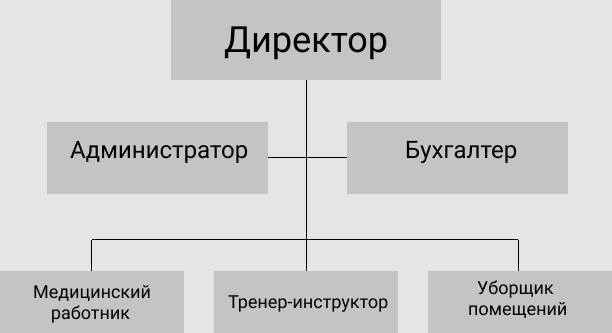 Директор
Администратор
Бухгалтер
Медицинский
работник
Тренер-инструктор
Уборщик
помещений